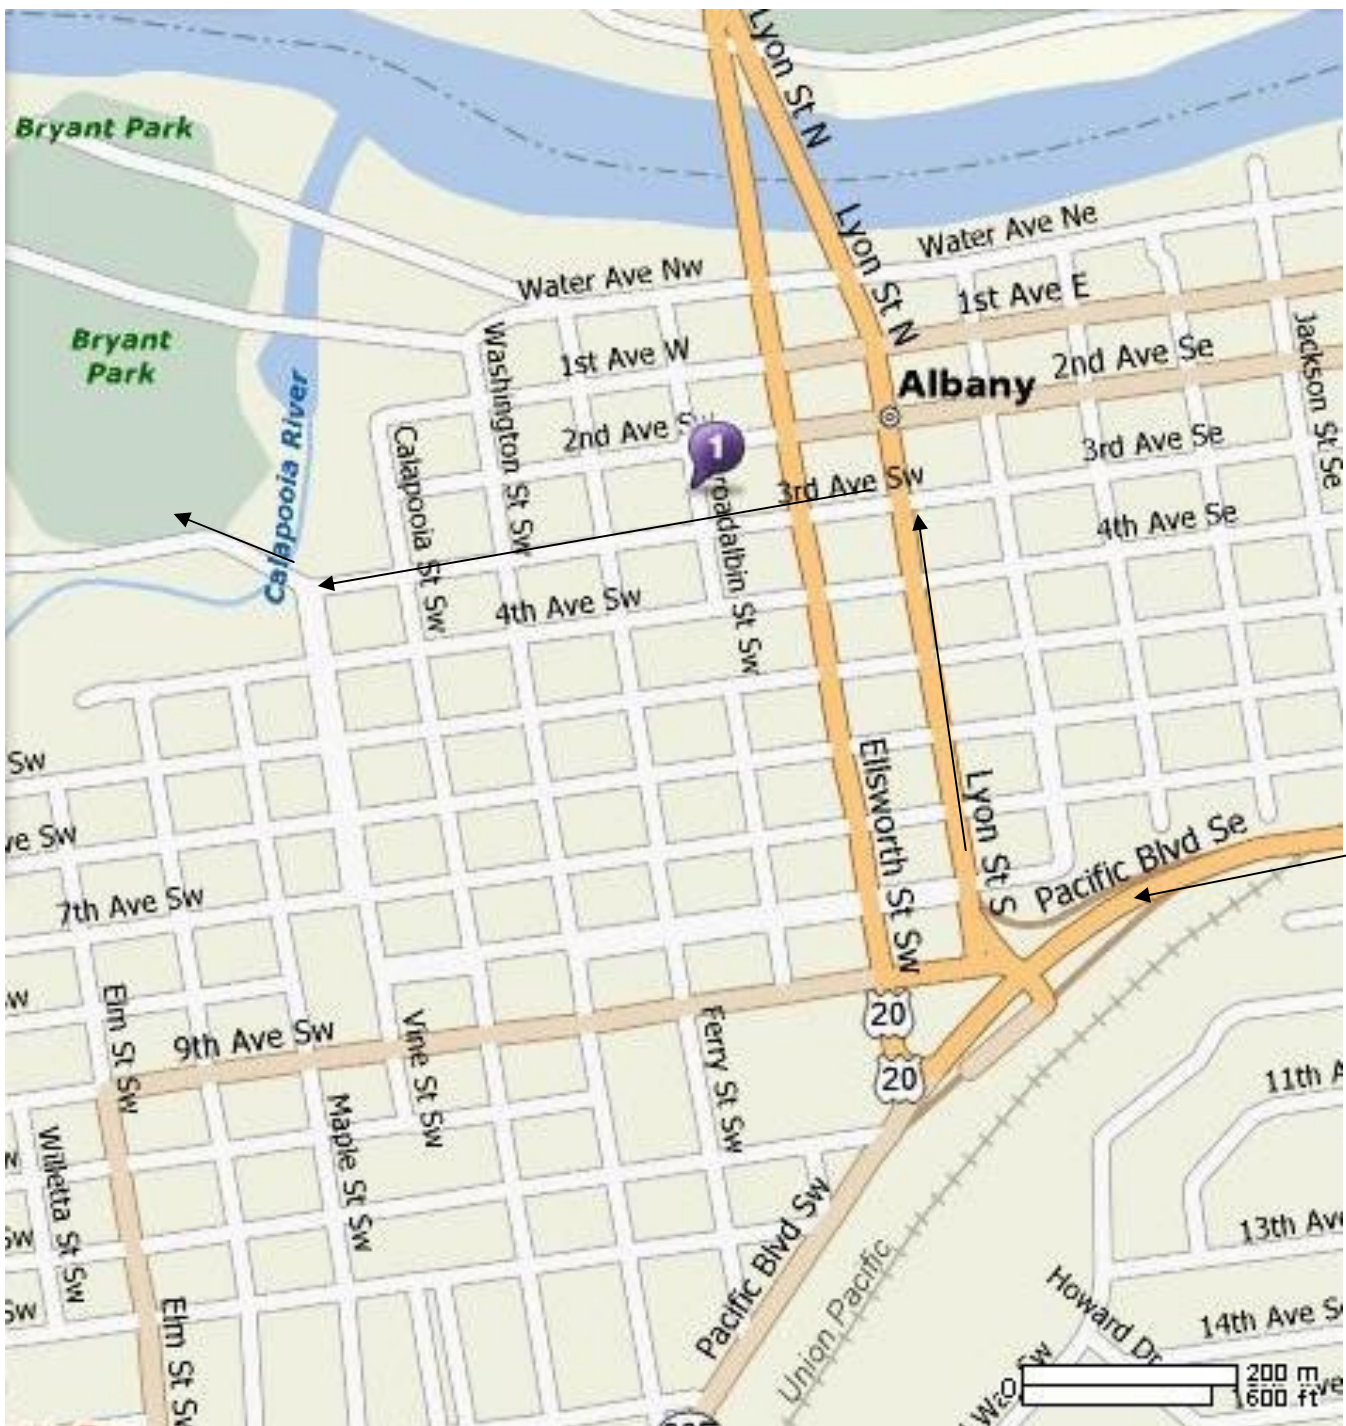 Lyon St N
Bryant Park
Water Ave Ne
Lyon St N
Water Ave Nw
1st Ave E
Bryant
Park
Washington St Sw
1st Ave W
2nd Ave Se
Jackson St Se
Albany
Calapooia River
Calapooia St Sw
2nd Ave
1
3rd Ave Se
3rd Ave Sw
roadalbin St Sw
4th Ave Se
4th Ave Sw
Sw
Ellsworth St Sw
Lyon St S
Pacific Blvd Se
ve Sw
7th Ave Sw
w
Elm St Sw
20
9th Ave Sw
Vine St Sw
Ferry St Sw
20
11th A
Maple St Sw
Willetta St Sw
w
Pacific Blvd Sw
13th Ave
Sw
Union Pacific
Howard Dr
Elm St Sw
Sw
14th Ave S
Sw
200 m
600 ft
ve